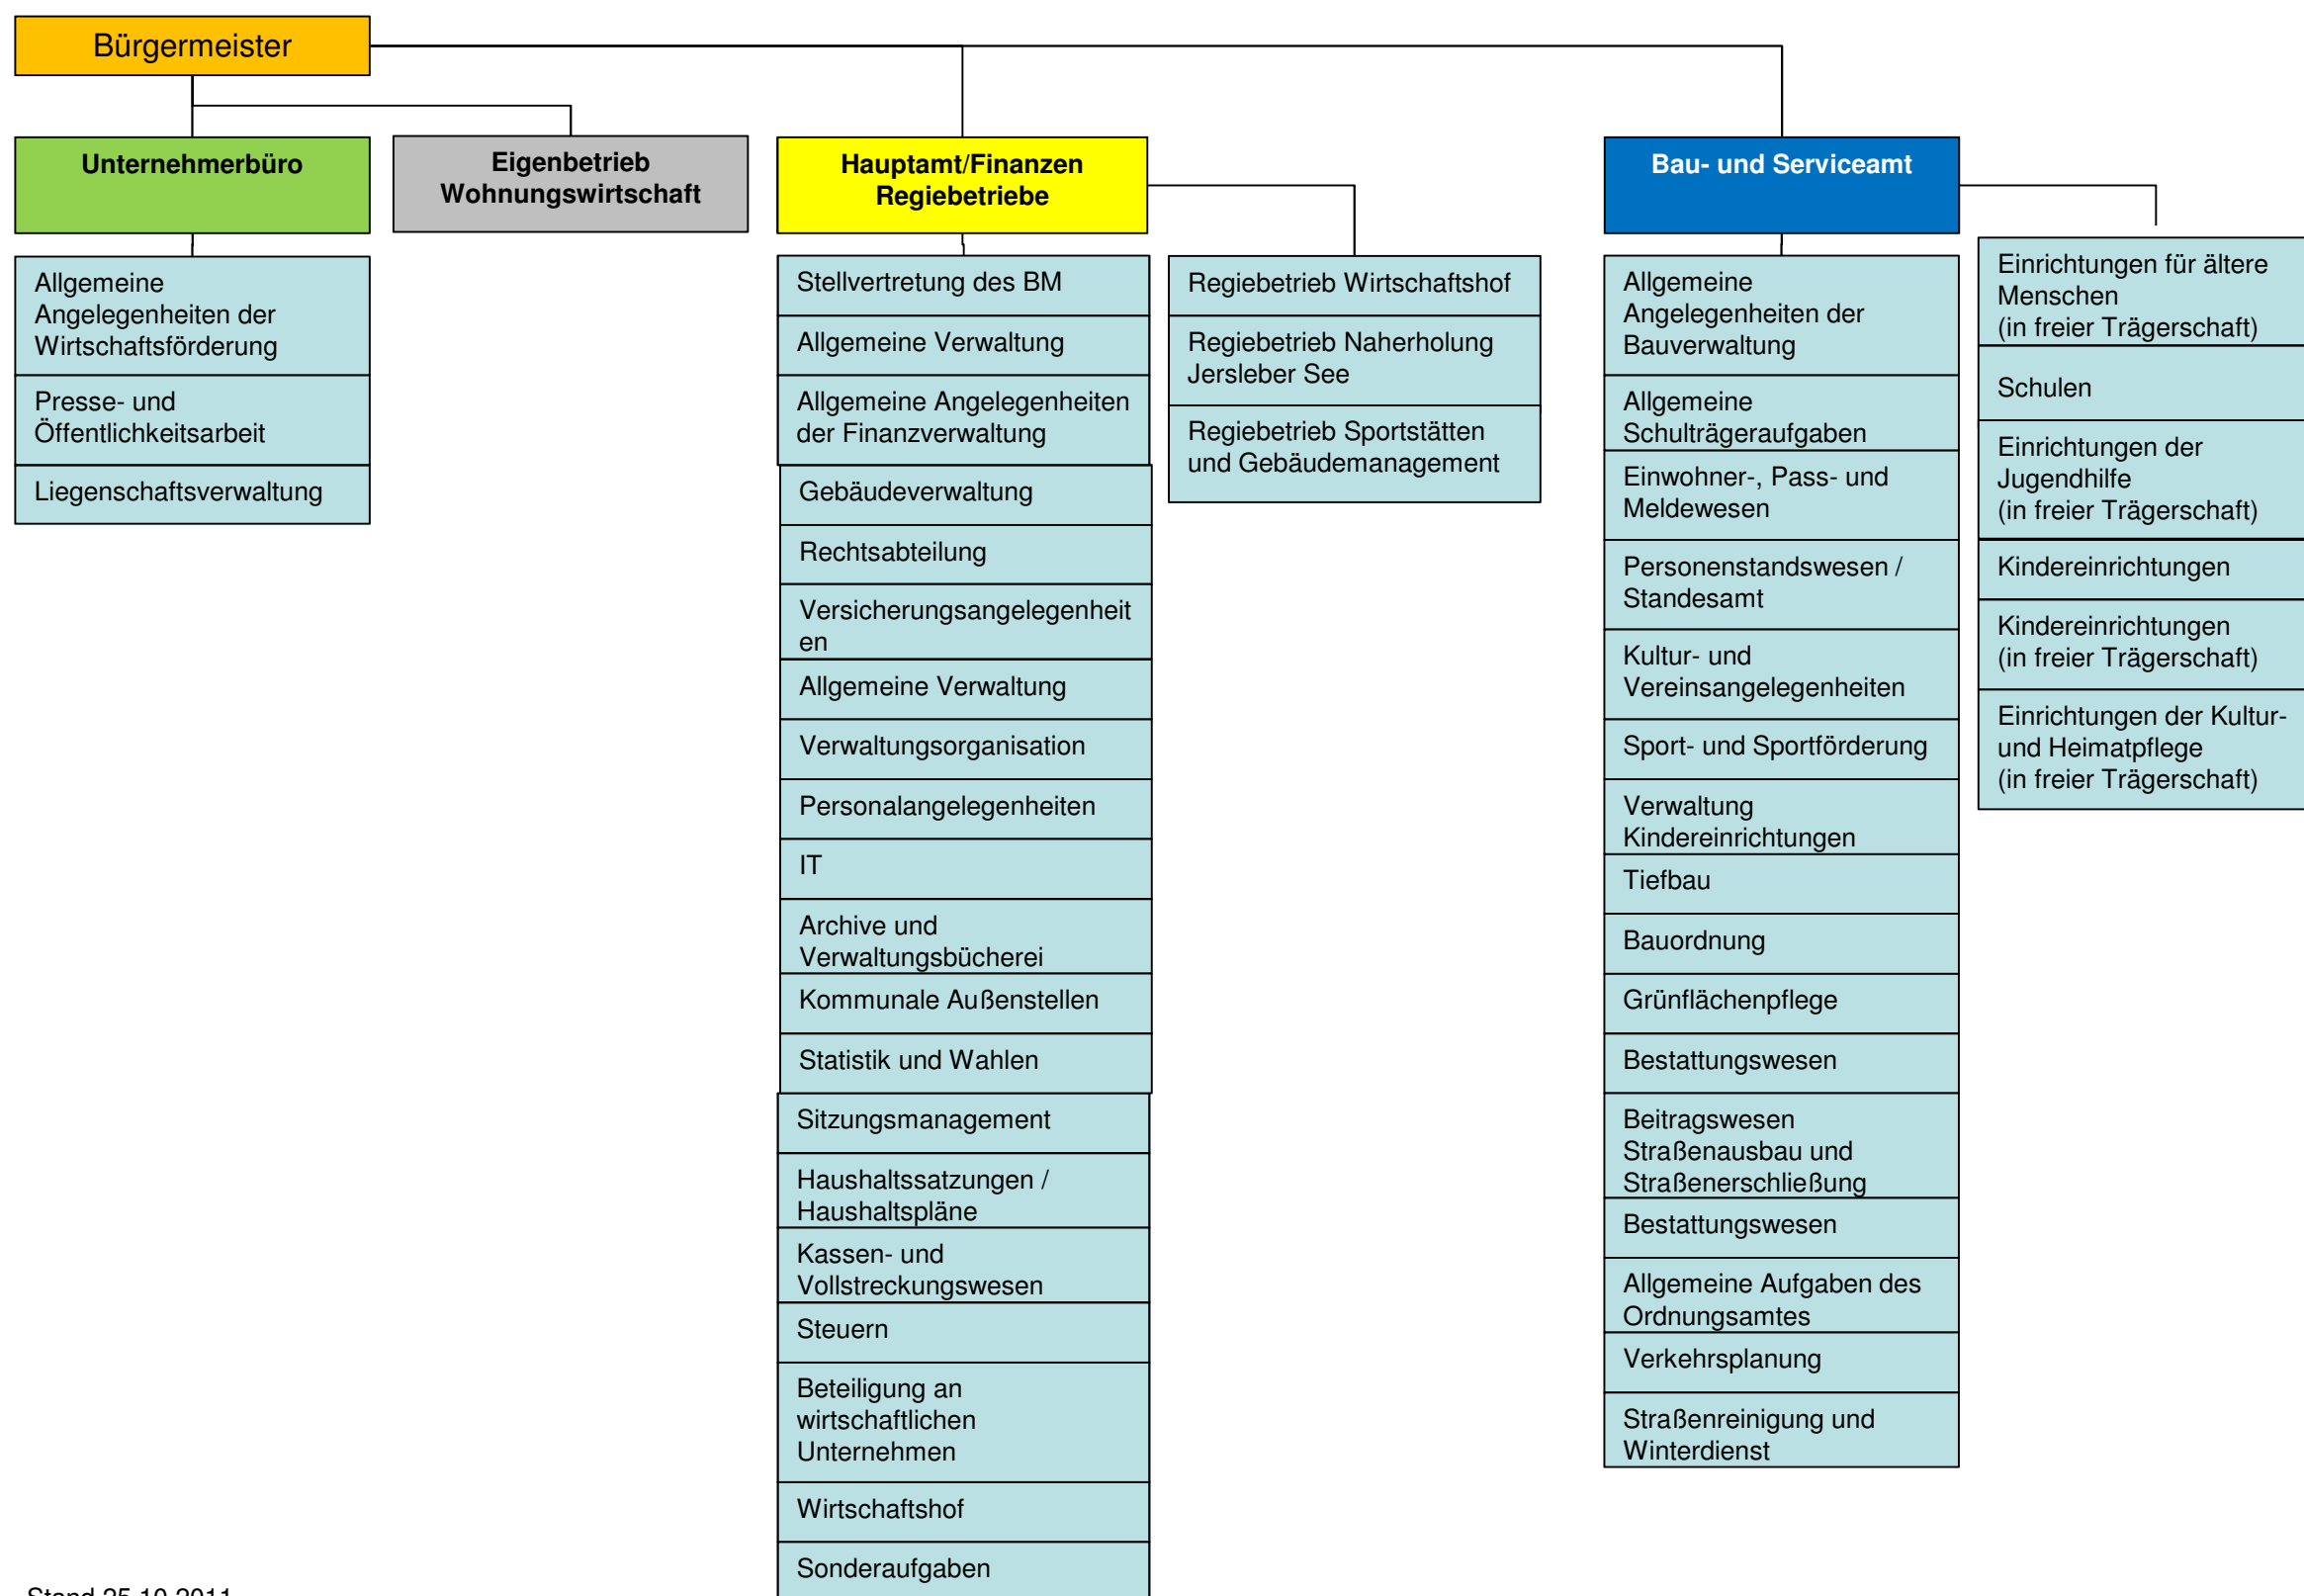 Bürgermeister
Unternehmerbüro
Eigenbetrieb
Wohnungswirtschaft
Hauptamt/Finanzen
Regiebetriebe
Bau- und Serviceamt
Allgemeine
Angelegenheiten der
Wirtschaftsförderung
Presse- und
Öffentlichkeitsarbeit
Liegenschaftsverwaltung
Stellvertretung des BM
Allgemeine Verwaltung
Allgemeine Angelegenheiten
der Finanzverwaltung
Gebäudeverwaltung
Rechtsabteilung
Versicherungsangelegenheit
en
Allgemeine Verwaltung
Verwaltungsorganisation
Personalangelegenheiten
IT
Archive und
Verwaltungsbücherei
Kommunale Außenstellen
Statistik und Wahlen
Sitzungsmanagement
Haushaltssatzungen /
Haushaltspläne
Kassen- und
Vollstreckungswesen
Steuern
Beteiligung an
wirtschaftlichen
Unternehmen
Wirtschaftshof
Sonderaufgaben
Regiebetrieb Wirtschaftshof
Regiebetrieb Naherholung
Jersleber See
Regiebetrieb Sportstätten
und Gebäudemanagement
Allgemeine
Angelegenheiten der
Bauverwaltung
Allgemeine
Schulträgeraufgaben
Einwohner-, Pass- und
Meldewesen
Personenstandswesen /
Standesamt
Kultur- und
Vereinsangelegenheiten
Sport- und Sportförderung
Verwaltung
Kindereinrichtungen
Tiefbau
Bauordnung
Grünflächenpflege
Bestattungswesen
Beitragswesen
Straßenausbau und
Straßenerschließung
Bestattungswesen
Allgemeine Aufgaben des
Ordnungsamtes
Verkehrsplanung
Straßenreinigung und
Winterdienst
Einrichtungen für ältere
Menschen
(in freier Trägerschaft)
Schulen
Einrichtungen der
Jugendhilfe
(in freier Trägerschaft)
Kindereinrichtungen
Kindereinrichtungen
(in freier Trägerschaft)
Einrichtungen der Kultur-
und Heimatpflege
(in freier Trägerschaft)
Stand 25.10.2011